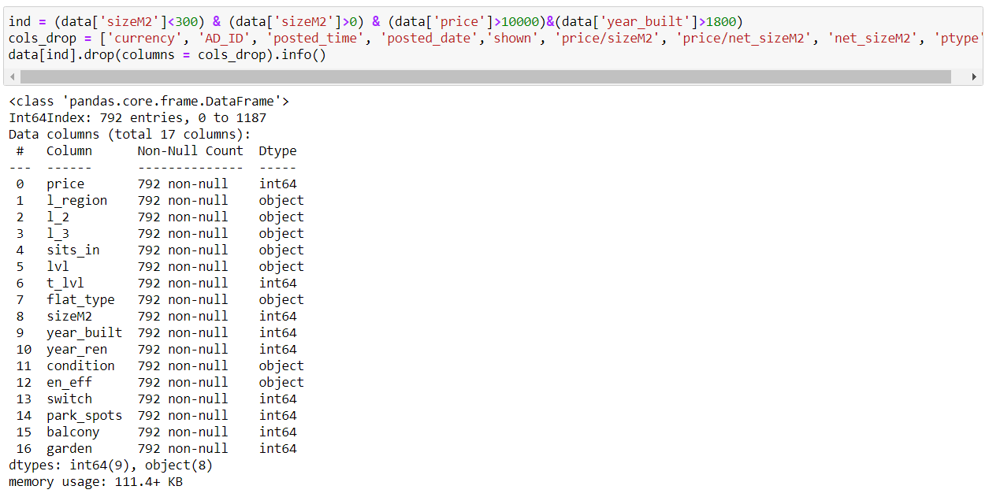 ind = (data['sizeM2']<300) & (data['sizeM2']>0) & (data['price']>10000)&(data['year_built']>1800)
cols_drop = ['currency', 'AD_ID', 'posted_time', 'posted_date','shown', 'price/sizeM2', 'price/net_sizeM2', 'net_sizeM2', 'ptype'
data[ind].drop(columns = cols_drop).info()
<class 'pandas.core.frame.DataFrame'>
Int64Index: 792 entries, 0 to 1187
Data columns (total 17 columns):
 #   Column      Non-Null Count  Dtype
---  ------      --------------  -----
 0   price       792 non-null    int64
 1   l_region    792 non-null    object
 2   l_2         792 non-null    object
 3   l_3         792 non-null    object
 4   sits_in     792 non-null    object
 5   lvl         792 non-null    object
 6   t_lvl       792 non-null    int64
 7   flat_type   792 non-null    object
 8   sizeM2      792 non-null    int64
 9   year_built  792 non-null    int64
 10  year_ren    792 non-null    int64
 11  condition   792 non-null    object
 12  en_eff      792 non-null    object
 13  switch      792 non-null    int64
 14  park_spots  792 non-null    int64
 15  balcony     792 non-null    int64
 16  garden      792 non-null    int64
dtypes: int64(9), object(8)
memory usage: 111.4+ KB